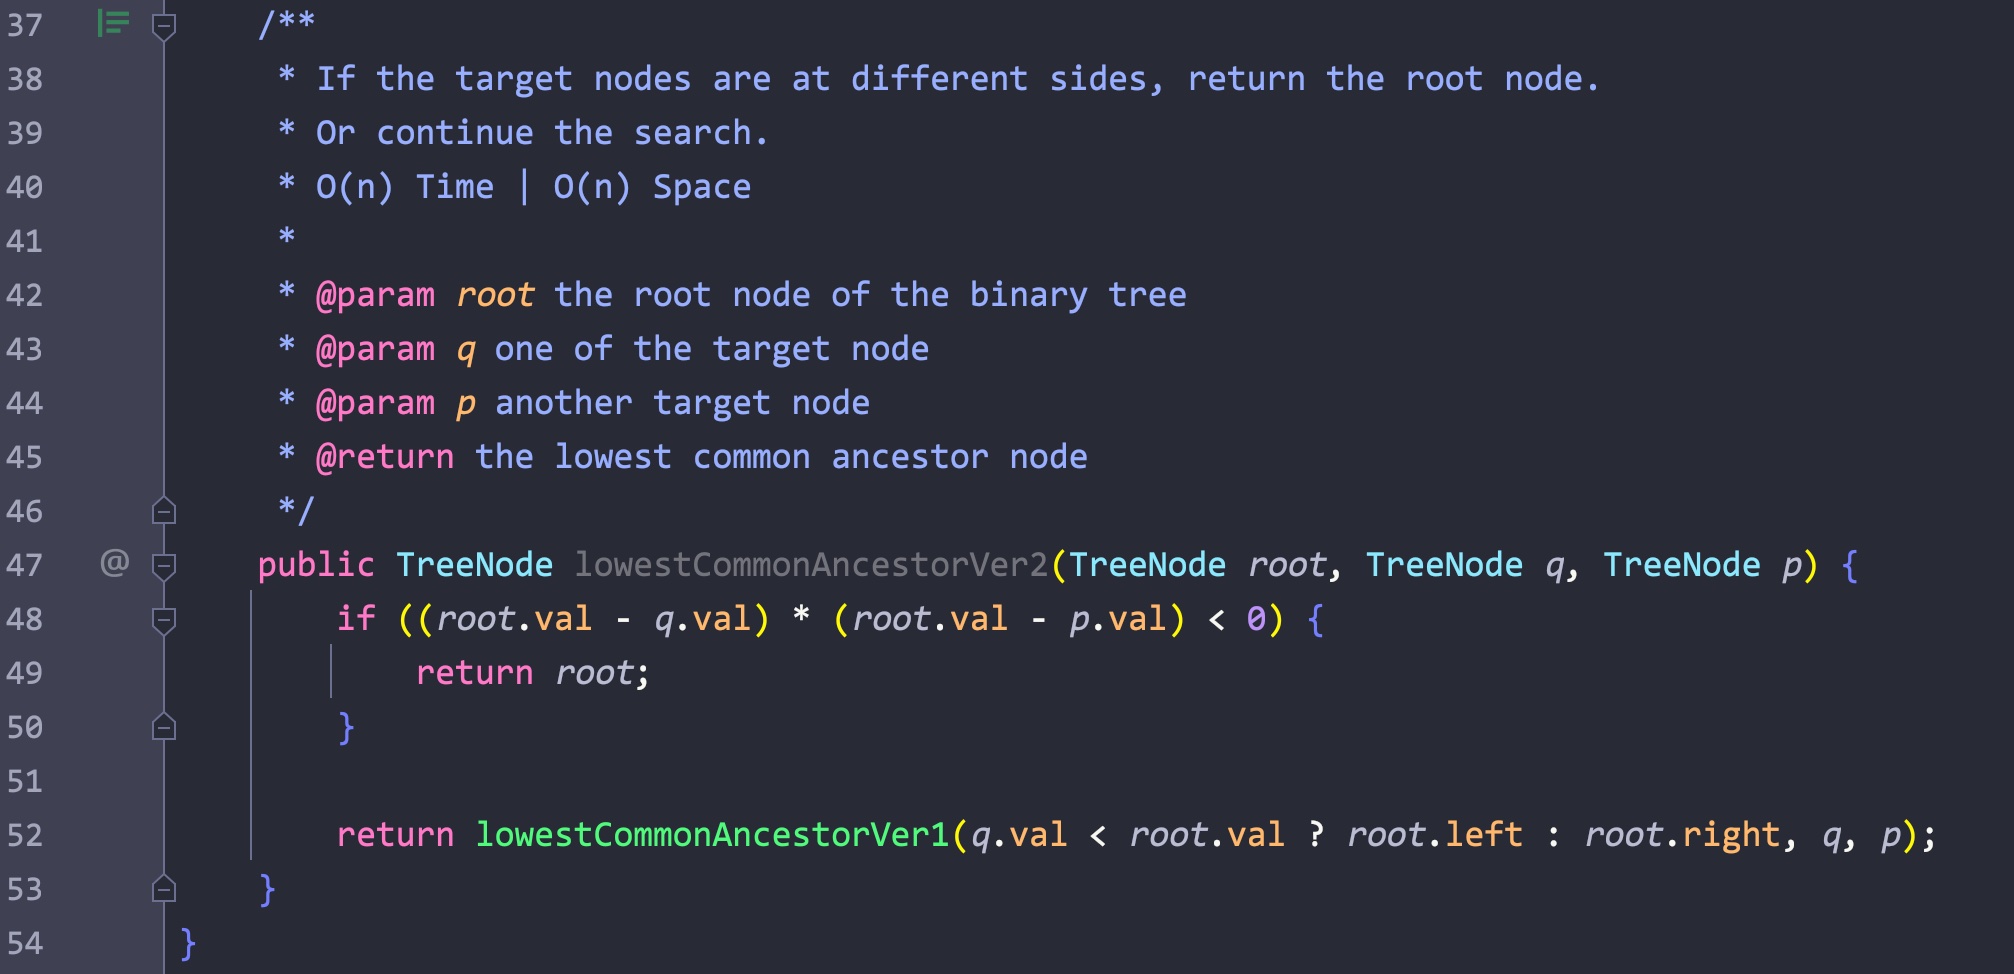 37 /**
38 * If the target nodes are at different sides, return the root node.
39 * Or continue the search.
40 * O(n) Time | O(n) Space
41 *
42 * @param root the root node of the binary tree
43 * @param q one of the target node
44 * @param p another target node
45 * @return the lowest common ancestor node
46 */
47 @ public TreeNode lowestCommonAncestorVer2(TreeNode root, TreeNode q, TreeNode p) {
48 if ((root.val - q.val) * (root.val - p.val) < 0) {
49 return root;
50 }
51
52 return lowestCommonAncestorVer1(q.val < root.val ? root.left : root.right, q, p);
53 }
54 }